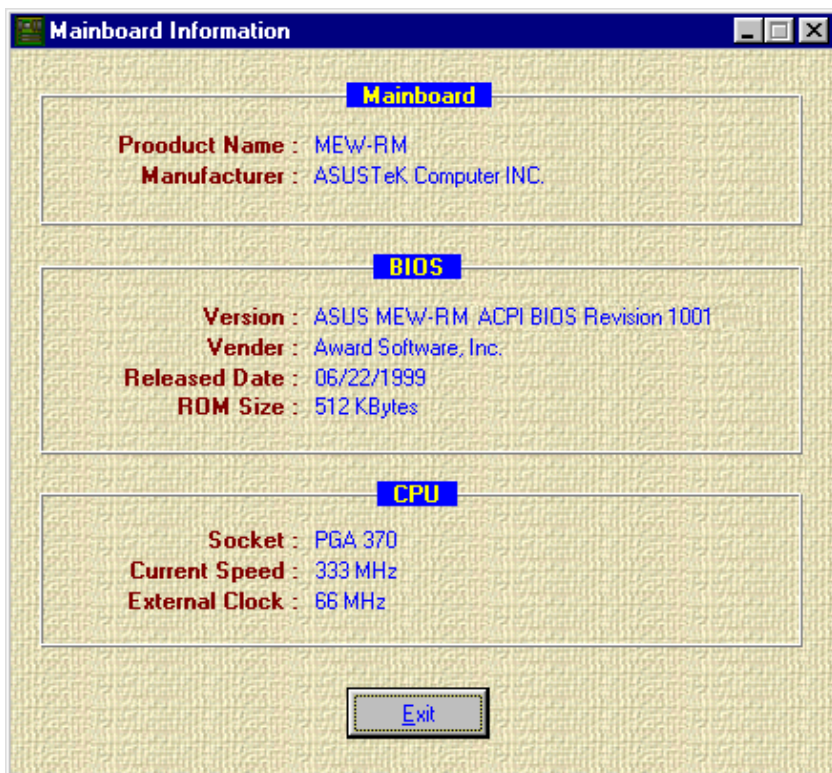 Mainboard Information
Mainboard
Prooduct Name : MEW-RM
Manufacturer : ASUSTeK Computer INC.
BIOS
Version : ASUS MEW-RM ACPI BIOS Revision 1001
Vender : Award Software, Inc.
Released Date : 06/22/1999
ROM Size : 512 KBytes
CPU
Socket : PGA 370
Current Speed : 333 MHz
External Clock : 66 MHz
Exit